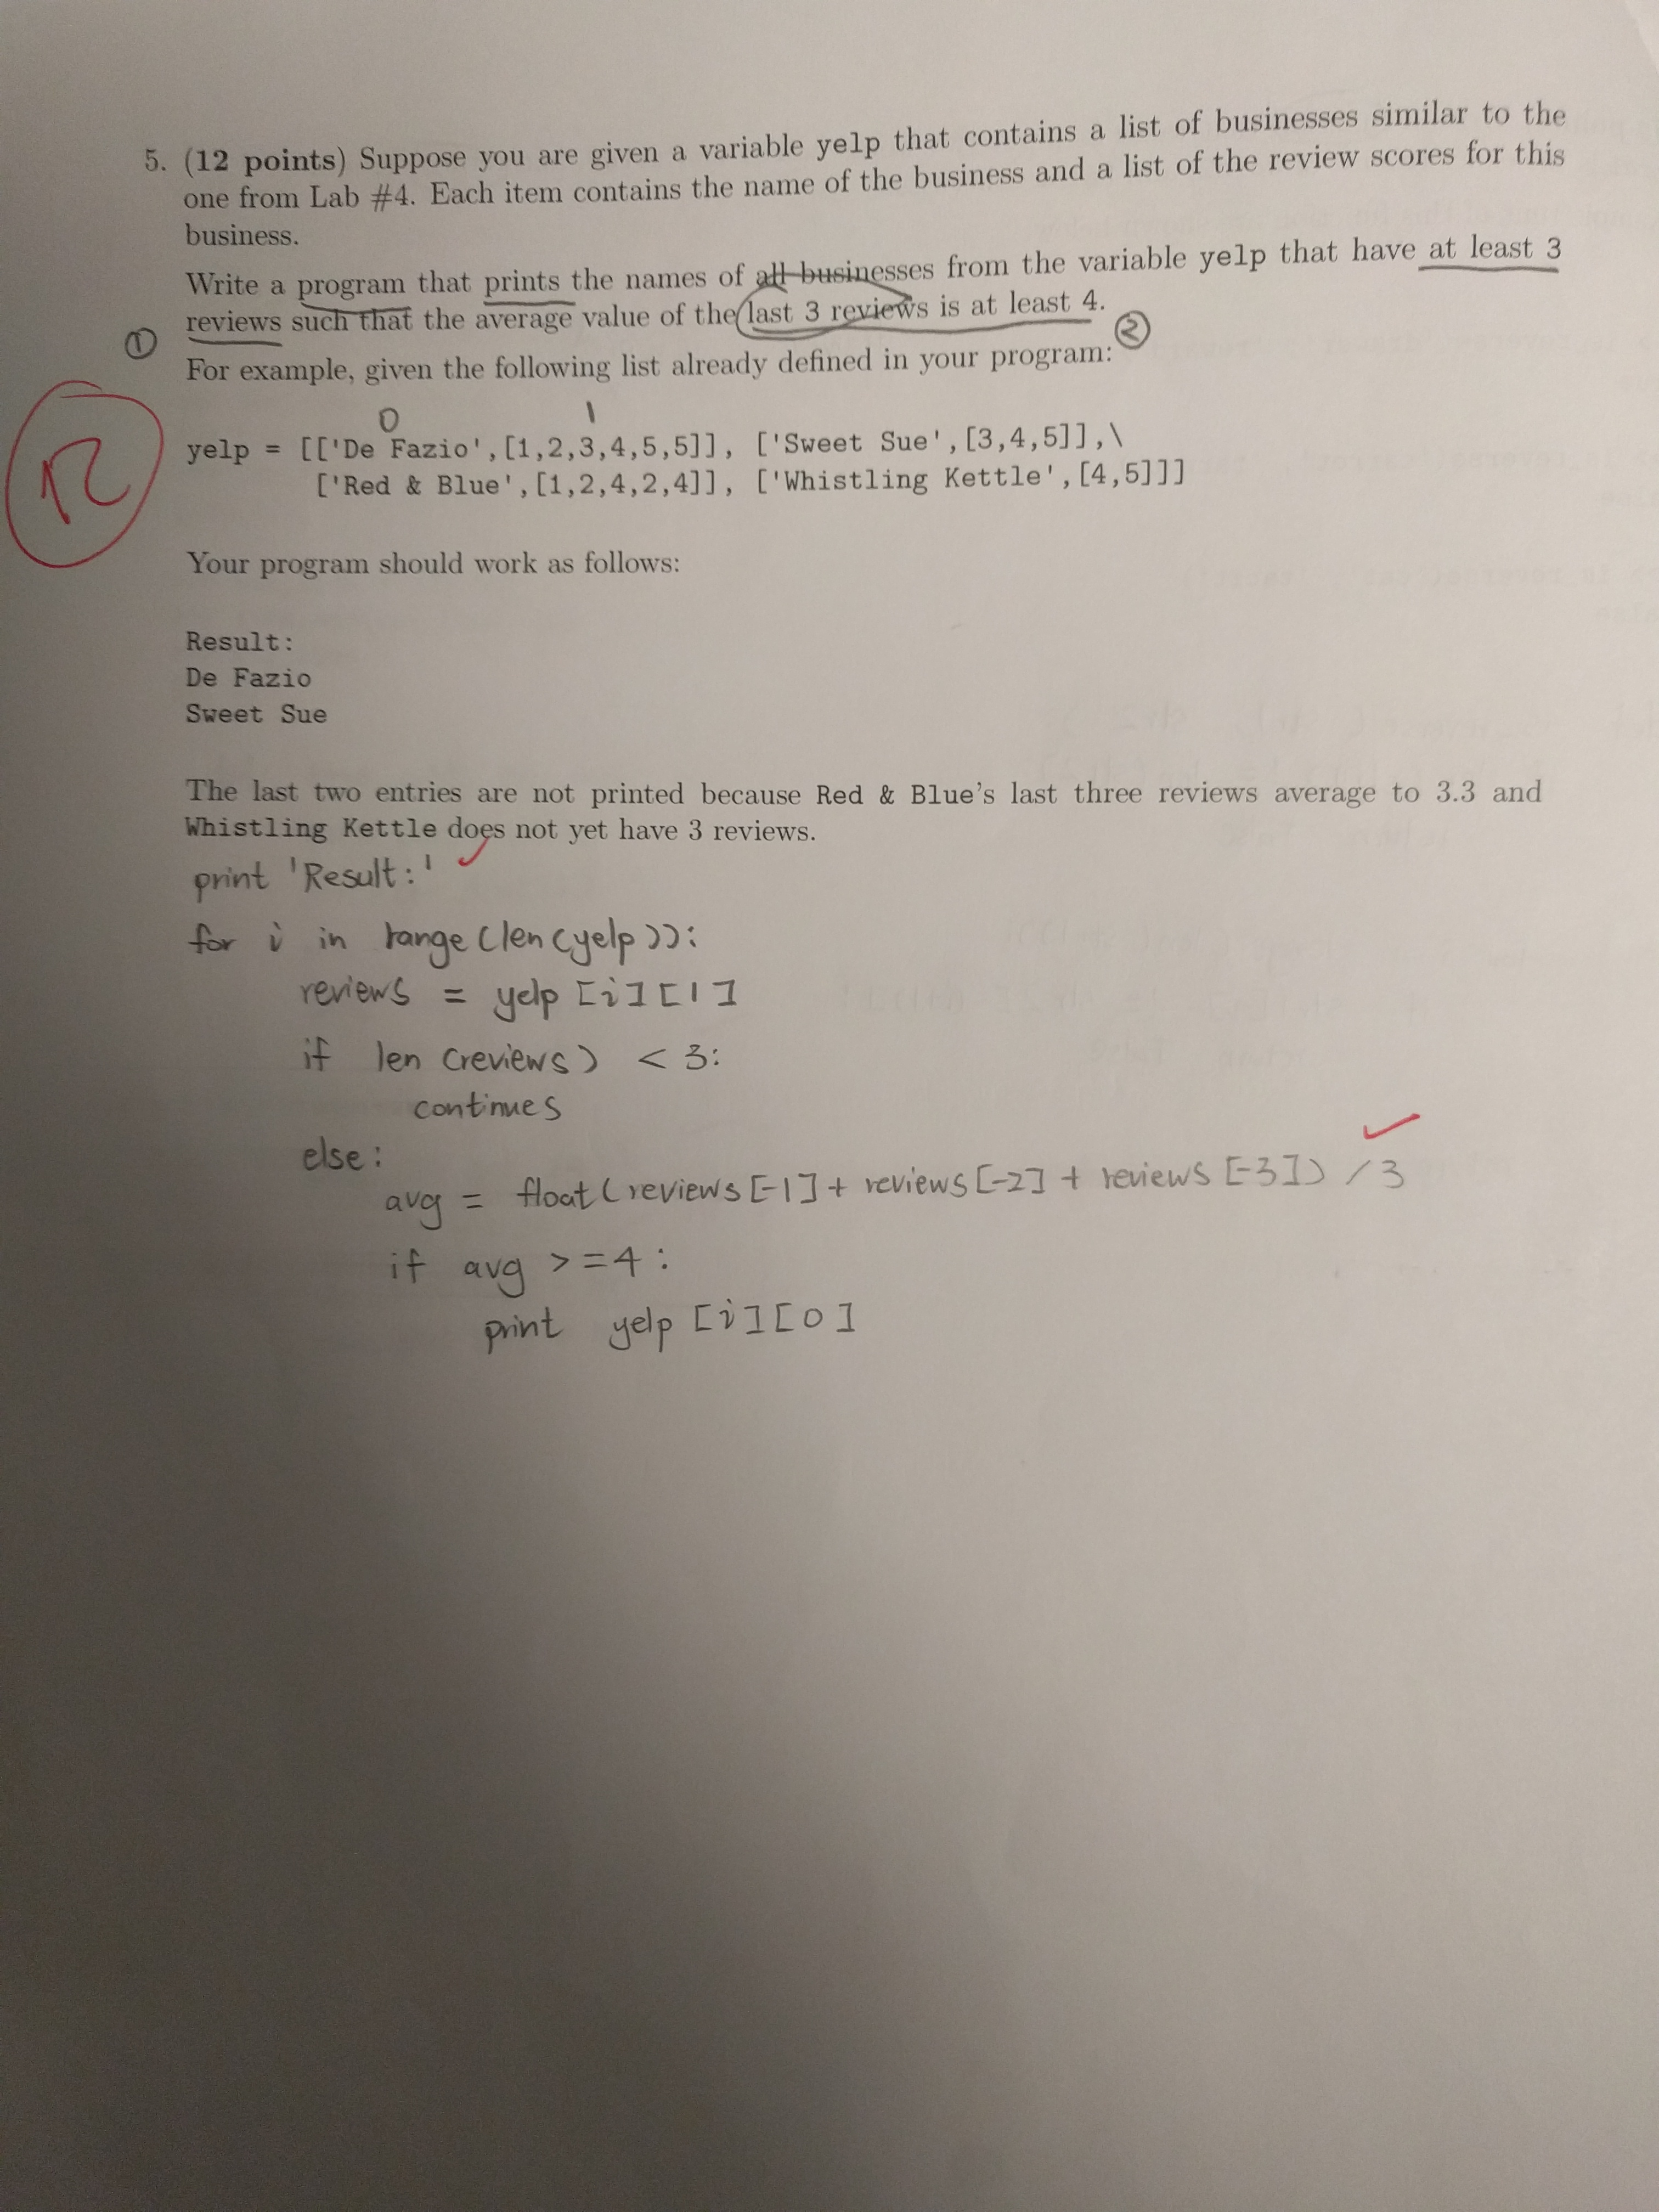 5. (12 points) Suppose you are given a variable yelp that contains a list of businesses similar to the
one from Lab #4. Each item contains the name of the business and a list of the review scores for this
business.
Write a program that prints the names of all businesses from the variable yelp that have at least 3
reviews such that the average value of the last 3 reviews is at least 4.
① ②
For example, given the following list already defined in your program:
0 1
yelp = [['De Fazio',[1,2,3,4,5,5]], ['Sweet Sue',[3,4,5]],\
['Red & Blue',[1,2,4,2,4]], ['Whistling Kettle',[4,5]]]
12
Your program should work as follows:
Result:
De Fazio
Sweet Sue
The last two entries are not printed because Red & Blue's last three reviews average to 3.3 and
Whistling Kettle does not yet have 3 reviews.
print 'Result:'
for i in range(len(yelp)):
reviews = yelp[i][1]
if len(reviews) < 3:
continues
else:
avg = float(reviews[-1] + reviews[-2] + reviews[-3]) / 3
if avg >=4:
print yelp[i][0]